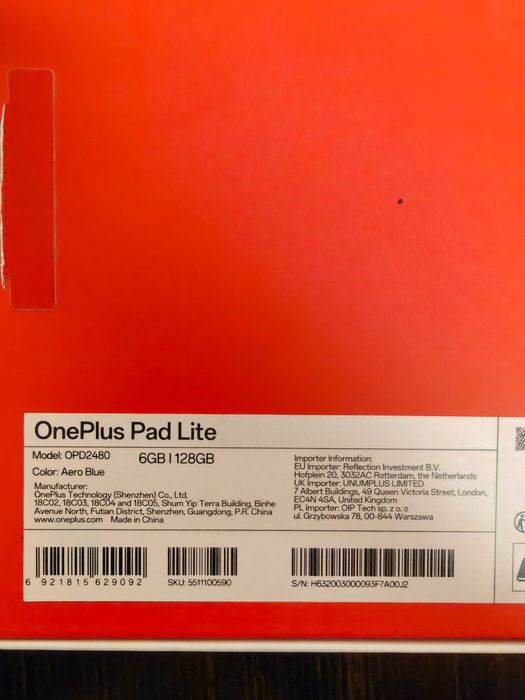 OnePlus Pad Lite
Model: OPD2480 6GB | 128GB
Color: Aero Blue
Manufacturer:
OnePlus Technology (Shenzhen) Co., Ltd.
18C02, 18C03, 18C04 and 18C05, Shum Yip Terra Building, Binhe
Avenue North, Futian District, Shenzhen, Guangdong, P.R. China
www.oneplus.com Made in China
Importer Information:
EU Importer: Reflection Investment B.V.
Hofplein 20, 3032AC Rotterdam, the Netherlands
UK Importer: UNUMPLUS LIMITED
7 Albert Buildings, 49 Queen Victoria Street, London,
EC4N 4SA, United Kingdom
PL Importer: OIP Tech sp. z o. o
ul. Grzybowska 78, 00-844 Warszawa
6 921815 629092
SKU: 5511100590
S/N: H632003000093F7A00J2